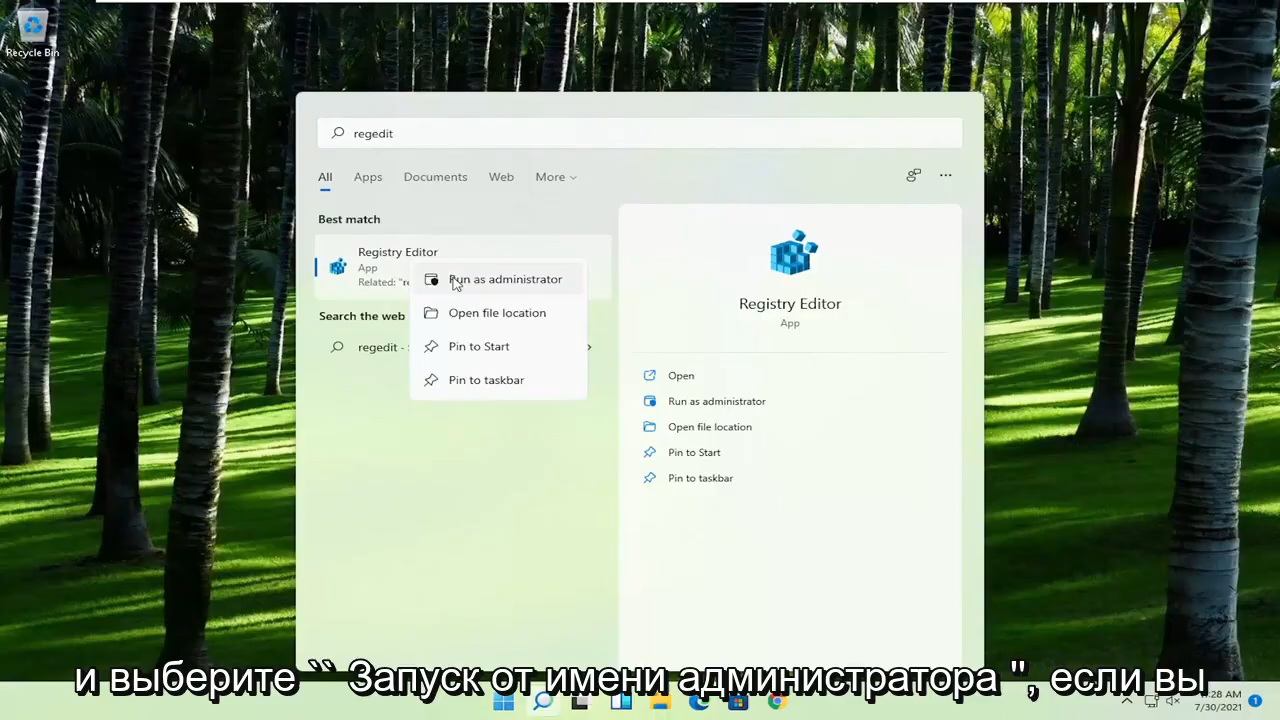 Recycle Bin
regedit
All Apps Documents Web More
Best match
Registry Editor
App
Related: "re
Search the web
regedit -
Run as administrator
Open file location
Pin to Start
Pin to taskbar
Registry Editor
App
Open
Run as administrator
Open file location
Pin to Start
Pin to taskbar
и выберите `` Запуск от имени администратора ", если вы
:28 AM
7/30/2021
1